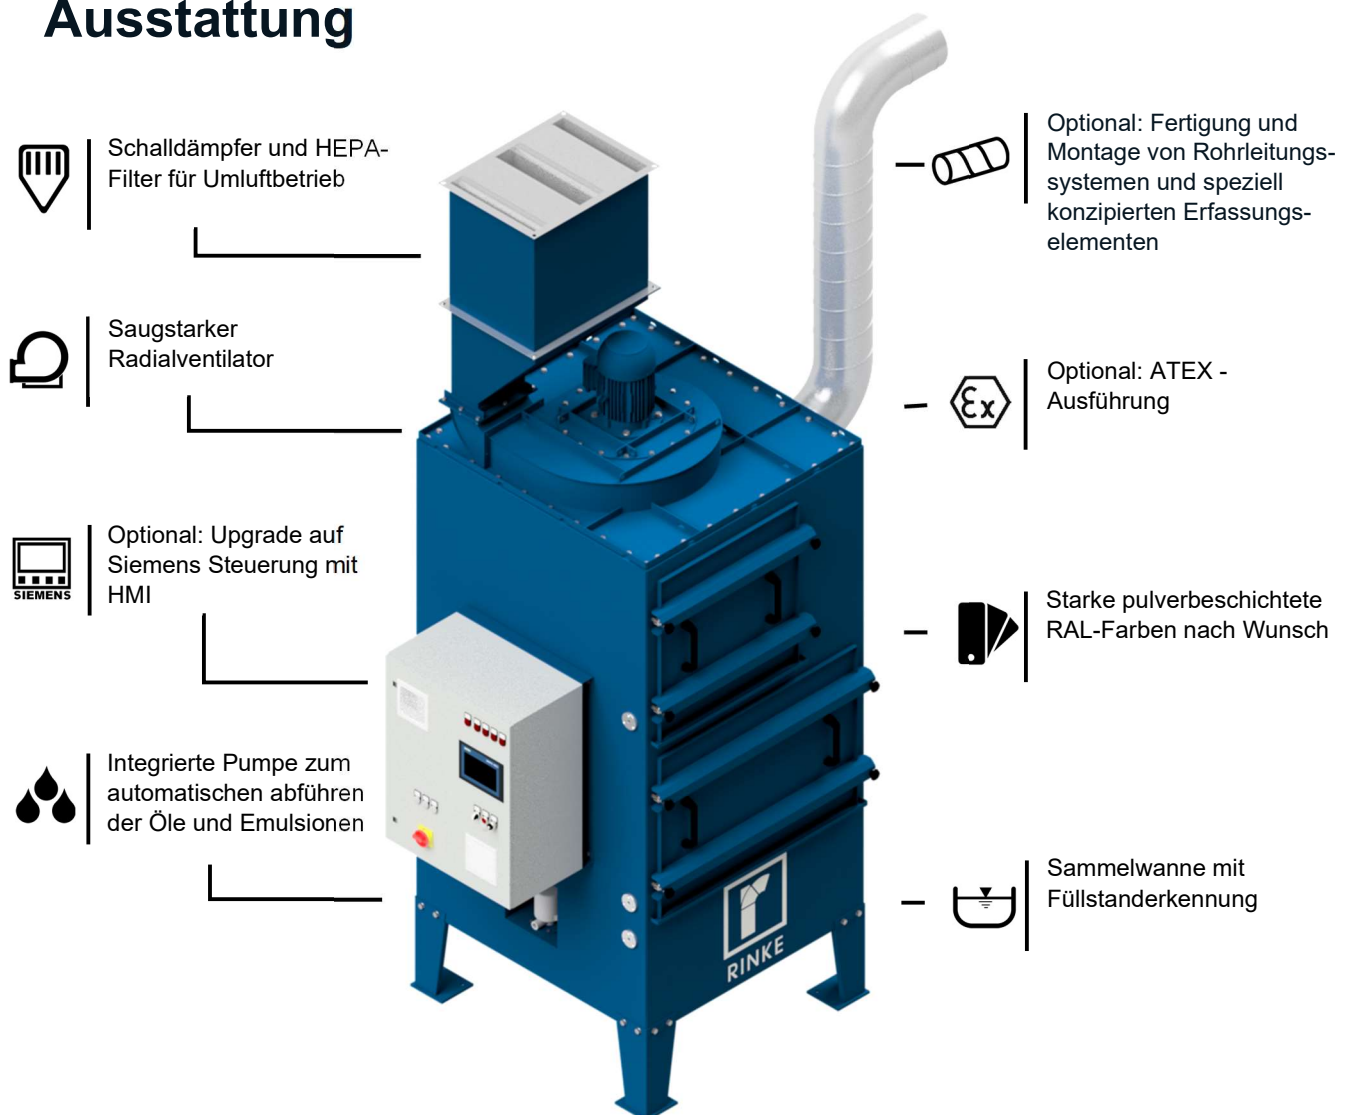 Ausstattung
Schalldämpfer und HEPA-
Filter für Umluftbetrieb
Saugstarker
Radialventilator
Optional: Upgrade auf
Siemens Steuerung mit
HMI
SIEMENS
Integrierte Pumpe zum
automatischen abführen
der Öle und Emulsionen
Optional: Fertigung und
Montage von Rohrleitungs-
systemen und speziell
konzipierten Erfassungs-
elementen
Optional: ATEX -
Ausführung
Ex
Starke pulverbeschichtete
RAL-Farben nach Wunsch
Sammelwanne mit
Füllstanderkennung
RINKE